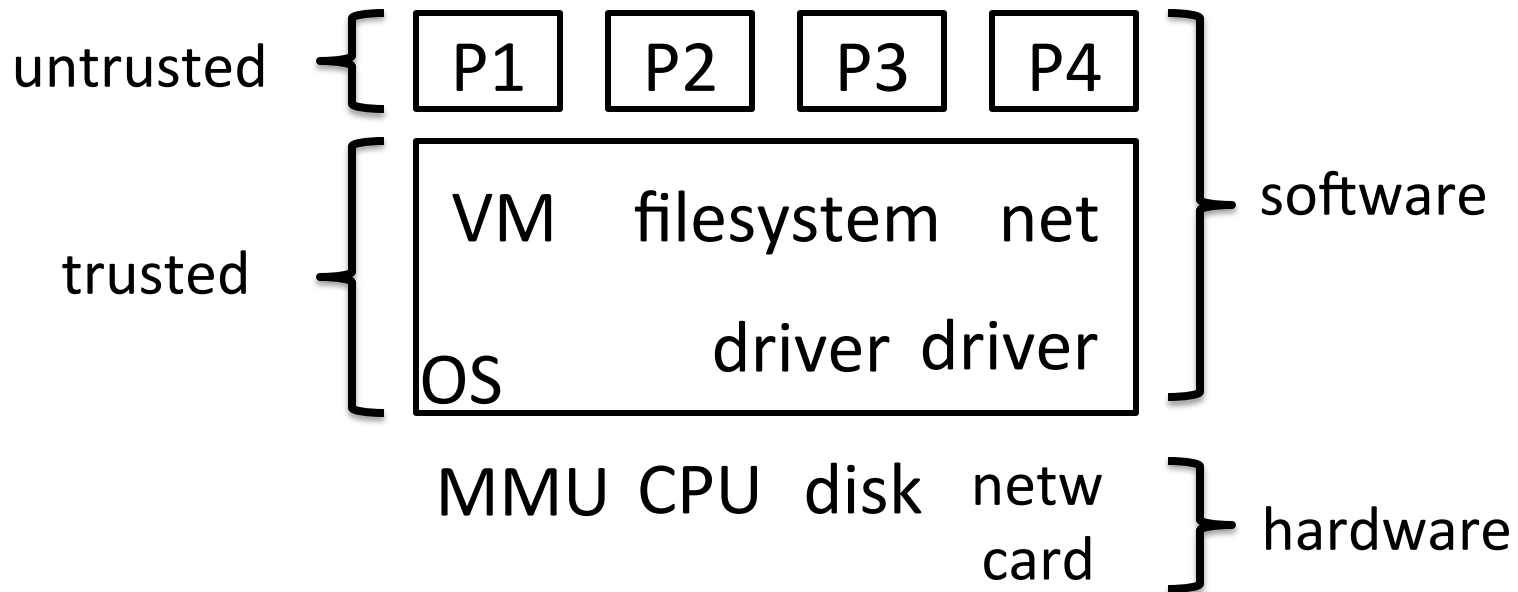 untrusted
P1 P2 P3 P4
VM filesystem net
software
trusted
driver driver
OS
MMU CPU disk netw
card
hardware